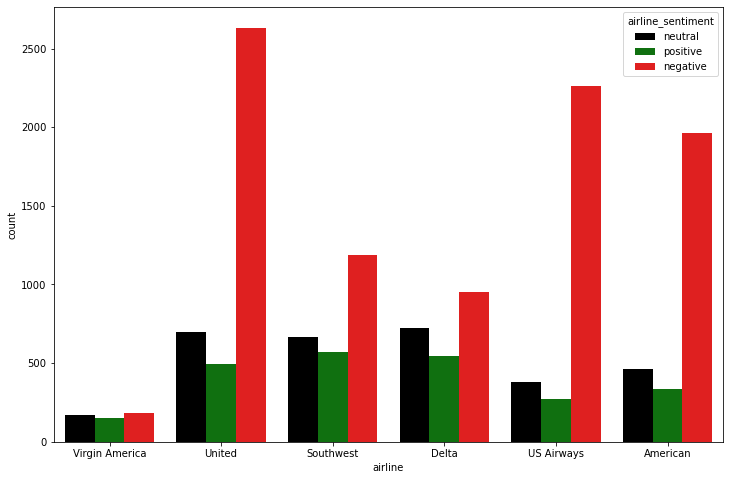 airline_sentiment
neutral
positive
negative
2500
2000
1500
1000
500
0
count
Virgin America United Southwest Delta US Airways American
airline